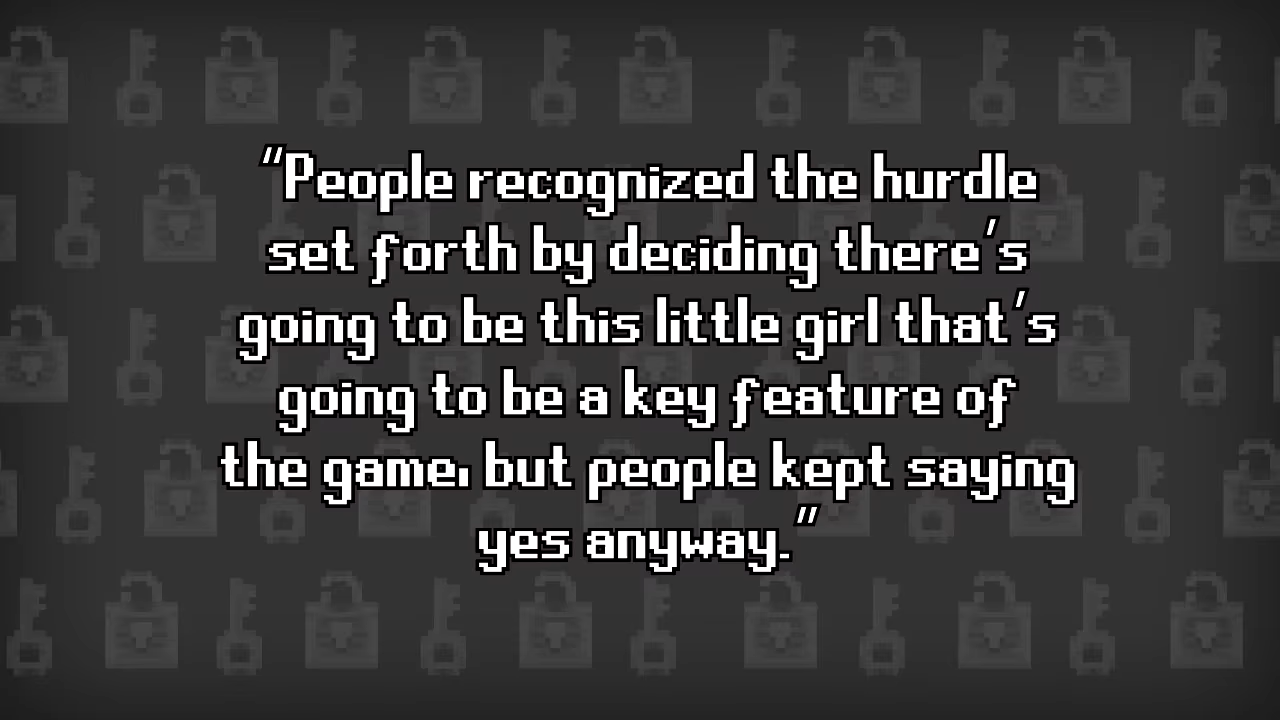 "People recognized the hurdle
set forth by deciding there's
going to be this little girl that's
going to be a key feature of
the game, but people kept saying
yes anyway."